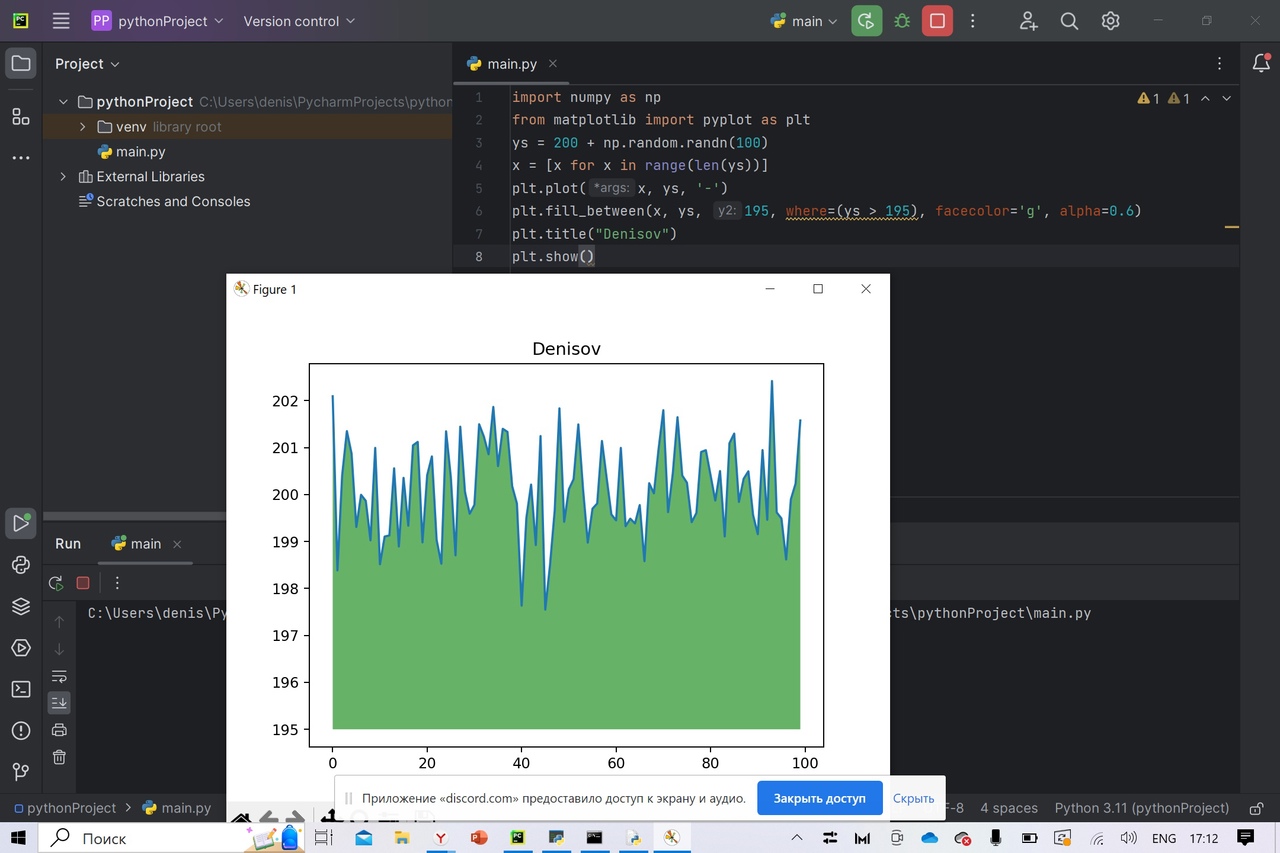 PP pythonProject Version control main
Project
main.py
pythonProject C:\Users\denis\PycharmProjects\python
venv library root
main.py
External Libraries
Scratches and Consoles
1 import numpy as np
2 from matplotlib import pyplot as plt
3 ys = 200 + np.random.randn(100)
4 x = [x for x in range(len(ys))]
5 plt.plot( *args: x, ys, '-')
6 plt.fill_between(x, ys, y2: 195, where=(ys > 195), facecolor='g', alpha=0.6)
7 plt.title("Denisov")
8 plt.show()
1 1
Figure 1
Denisov
202
201
200
199
198
197
196
195
0 20 40 60 80 100
Run main
C:\Users\denis\Py
cts\pythonProject\main.py
Приложение «discord.com» предоставило доступ к экрану и аудио. Закрыть доступ Скрыть
pythonProject main.py
F-8 4 spaces Python 3.11 (pythonProject)
Поиск
ENG 17:12